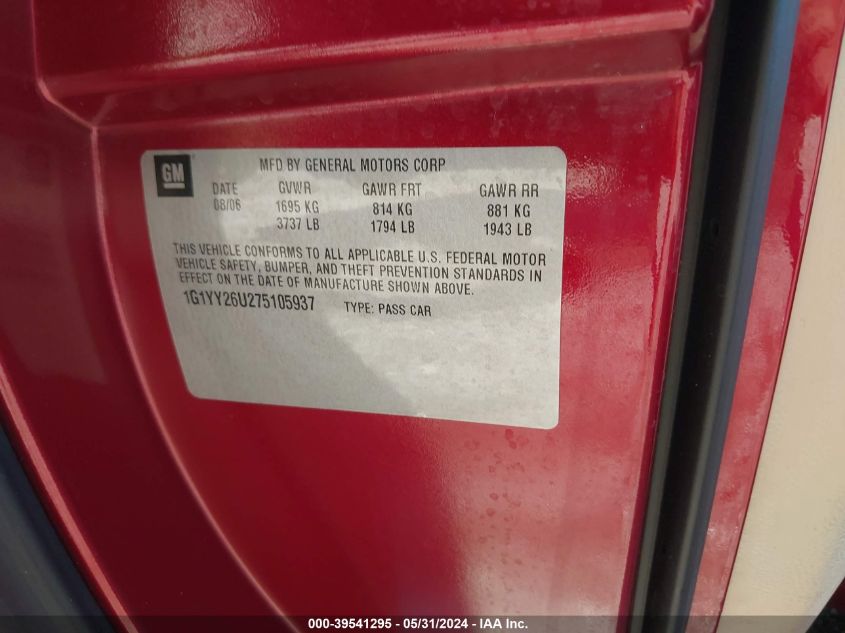 GM
MFD BY GENERAL MOTORS CORP
DATE GVWR GAWR FRT GAWR RR
08/06 1695 KG 814 KG 881 KG
3737 LB 1794 LB 1943 LB
THIS VEHICLE CONFORMS TO ALL APPLICABLE U.S. FEDERAL MOTOR
VEHICLE SAFETY, BUMPER, AND THEFT PREVENTION STANDARDS IN
EFFECT ON THE DATE OF MANUFACTURE SHOWN ABOVE.
1G1YY26U275105937 TYPE: PASS CAR
000-39541295 - 05/31/2024 - IAA Inc.